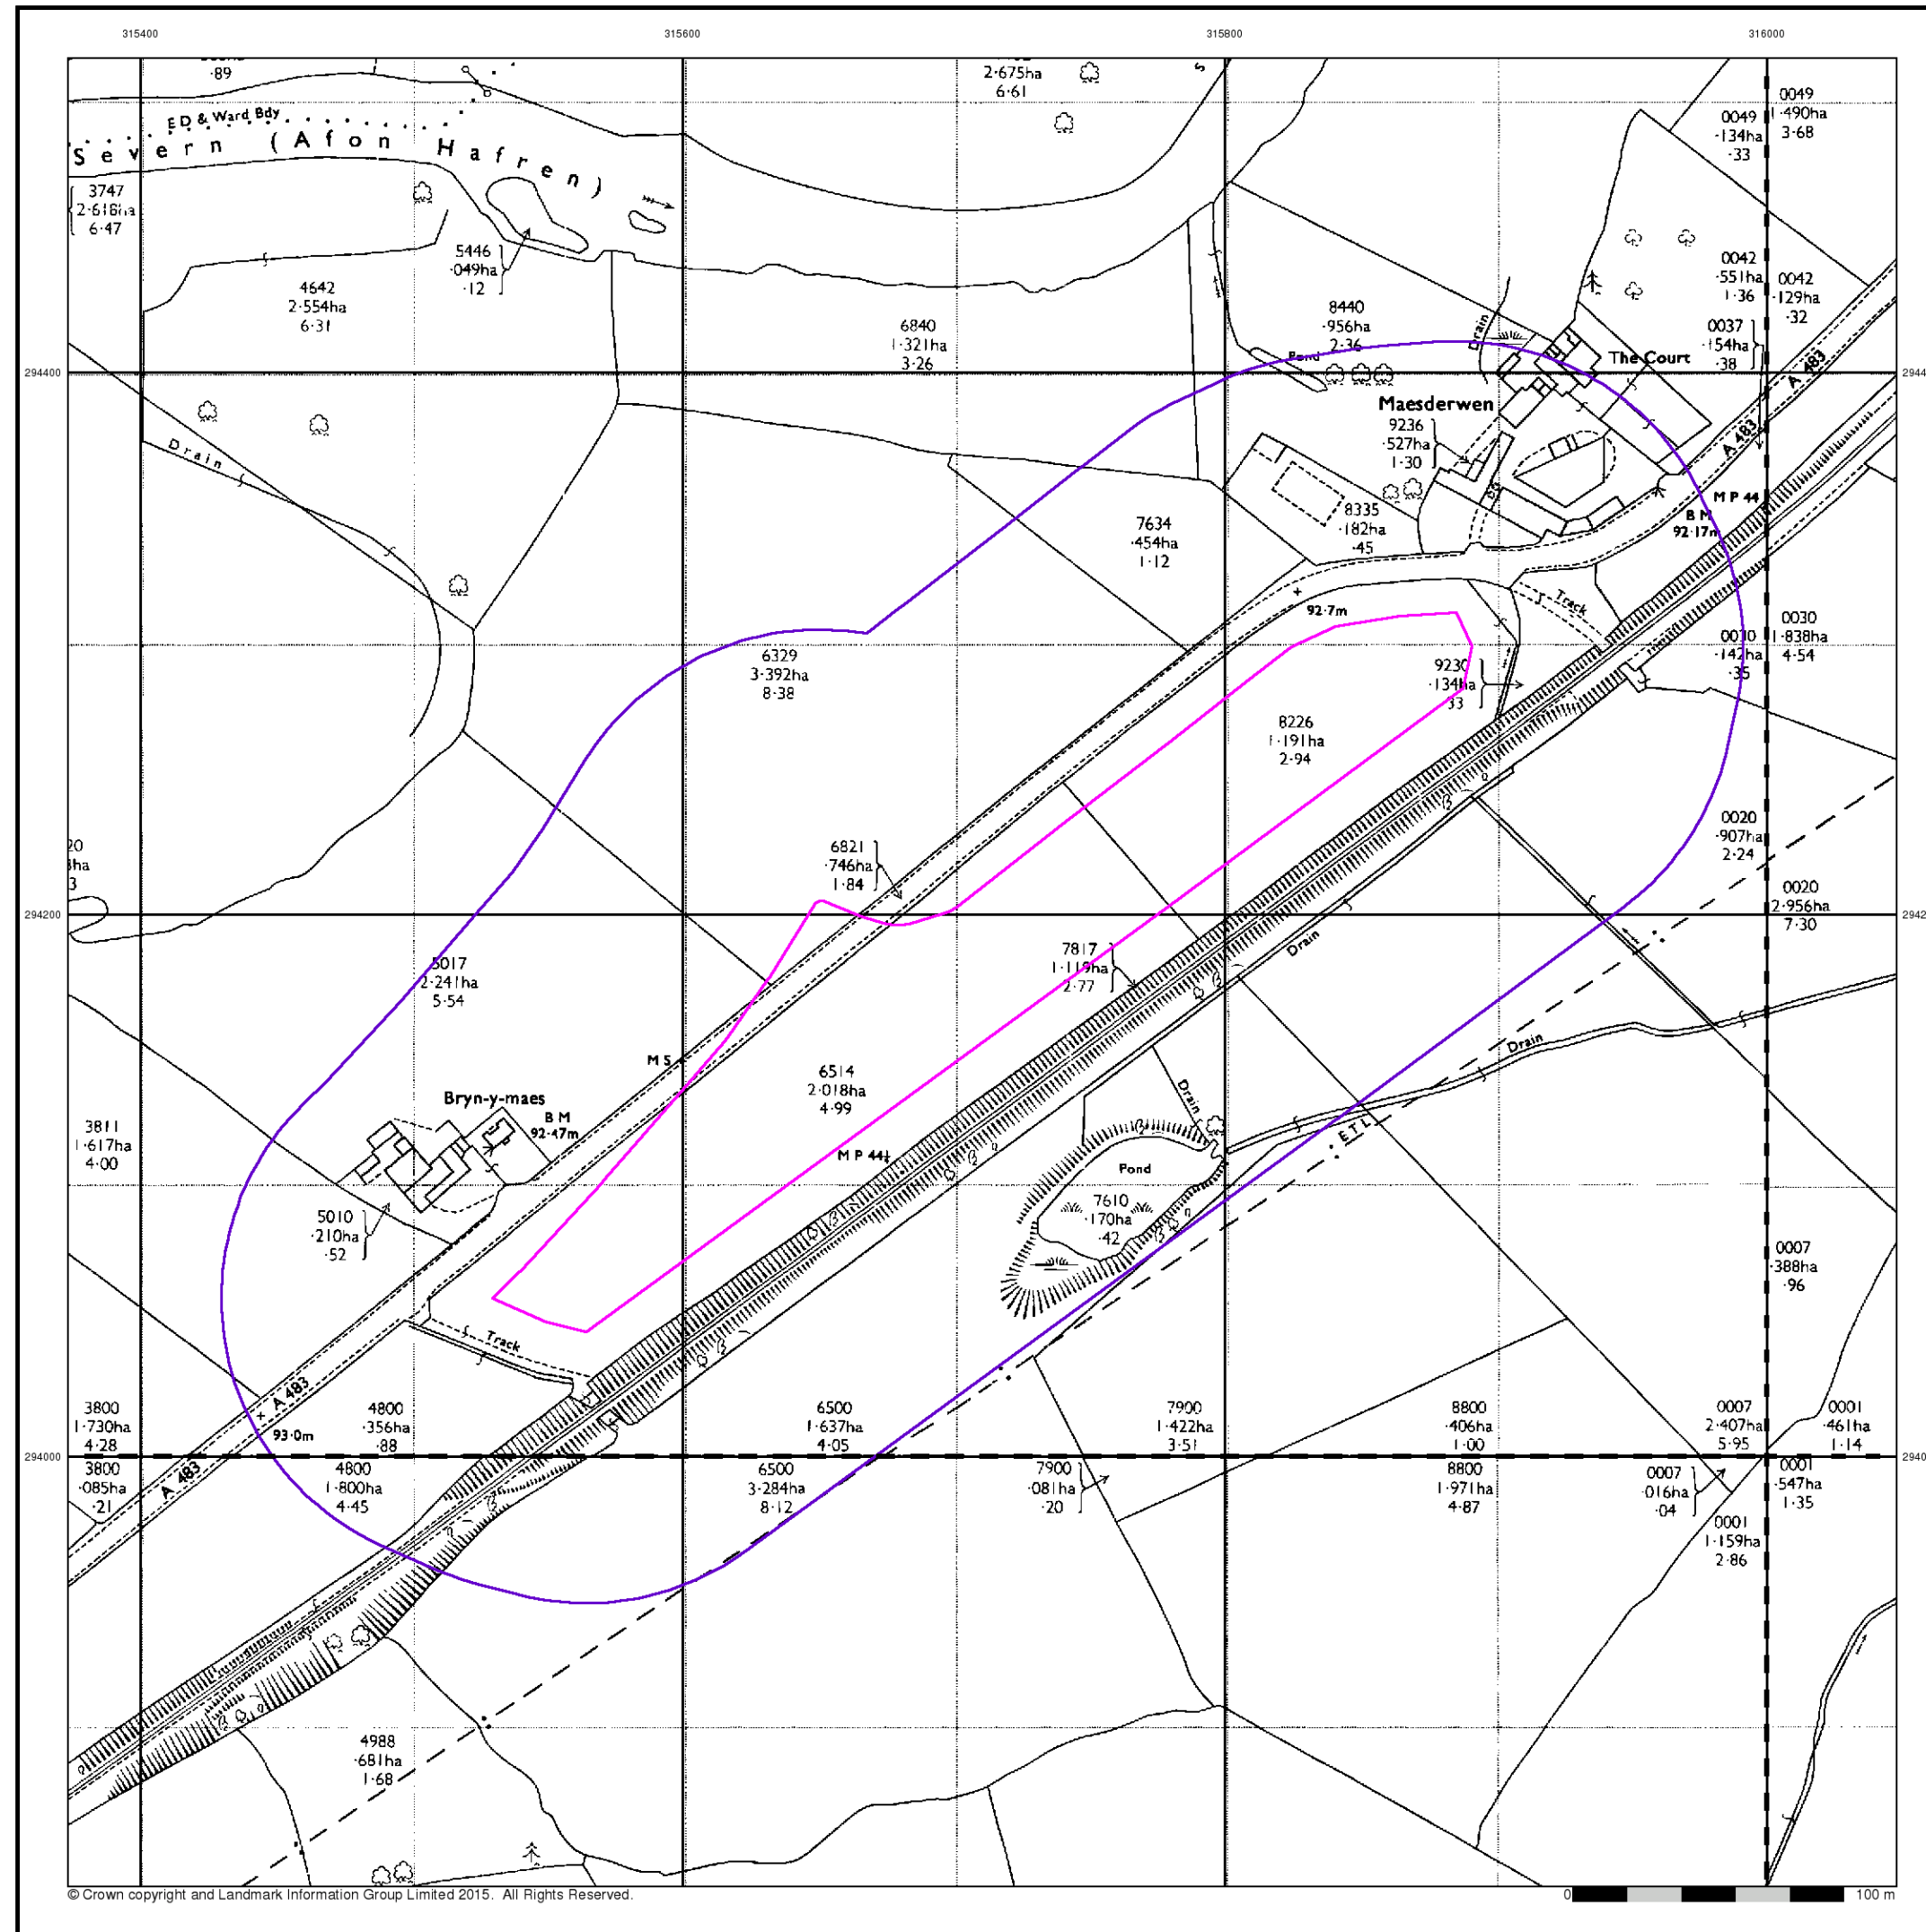 315400
315600
315800
316000
·89
2·675ha
6·61
S
ED & Ward Bdy
Severn (Afon Hafren)
0049
·134ha
·33
0049
1·490ha
3·68
3747
2·616ha
6·47
5446
·049ha
·12
4642
2·554ha
6·31
6840
1·321ha
3·26
8440
·956ha
2·36
Drain
0042
·551ha
1·36
0042
·129ha
·32
0037
·154ha
·38
The Court
Pond
A 483
294400
Maesderwen
9236
·527ha
1·30
A 483
Drain
M P 44
B M
92·17m
8335
·182ha
·45
7634
·454ha
1·12
92·7m
Track
0030
1·838ha
4·54
0030
·142ha
·35
6329
3·392ha
8·38
9230
·134ha
·33
8226
1·191ha
2·94
6821
·746ha
1·84
20
3
0020
·907ha
2·24
0020
2·956ha
7·30
294200
Drain
5017
2·241ha
5·54
7817
1·119ha
2·77
M S
Drain
6514
2·018ha
4·99
Drain
E T L
Bryn-y-maes
B M
92·47m
3811
1·617ha
4·00
M P 44¼
Pond
7610
·170ha
·42
5010
·210ha
·52
0007
·388ha
·96
Track
A 483
93·0m
3800
1·730ha
4·28
4800
·356ha
·88
6500
1·637ha
4·05
7900
1·422ha
3·51
8800
·406ha
1·00
0007
2·407ha
5·95
0001
·461ha
1·14
294000
3800
·085ha
·21
A 483
4800
1·800ha
4·45
6500
3·284ha
8·12
7900
·081ha
·20
8800
1·971ha
4·87
0007
·016ha
·04
0001
·547ha
1·35
0001
1·159ha
2·86
4988
·681ha
1·68
© Crown copyright and Landmark Information Group Limited 2015. All Rights Reserved.
0 100 m